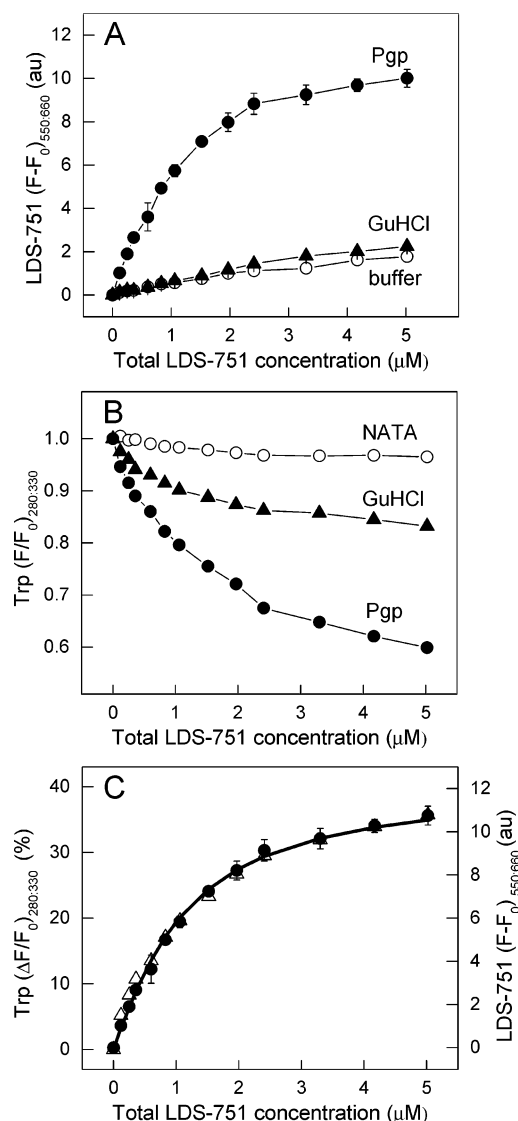 A
LDS-751 (F-F₀)₅₅₀:₆₆₀ (au)
12
10
8
6
4
2
0
Pgp
GuHCl
buffer
0 1 2 3 4 5
Total LDS-751 concentration (μM)
B
Trp (F/F₀)₂₈₀:₃₃₀
1.0
0.9
0.8
0.7
0.6
NATA
GuHCl
Pgp
0 1 2 3 4 5
Total LDS-751 concentration (μM)
C
Trp (ΔF/F₀)₂₈₀:₃₃₀ (%)
40
30
20
10
0
12
10
8
6
4
2
0
LDS-751 (F-F₀)₅₅₀:₆₆₀ (au)
0 1 2 3 4 5
Total LDS-751 concentration (μM)